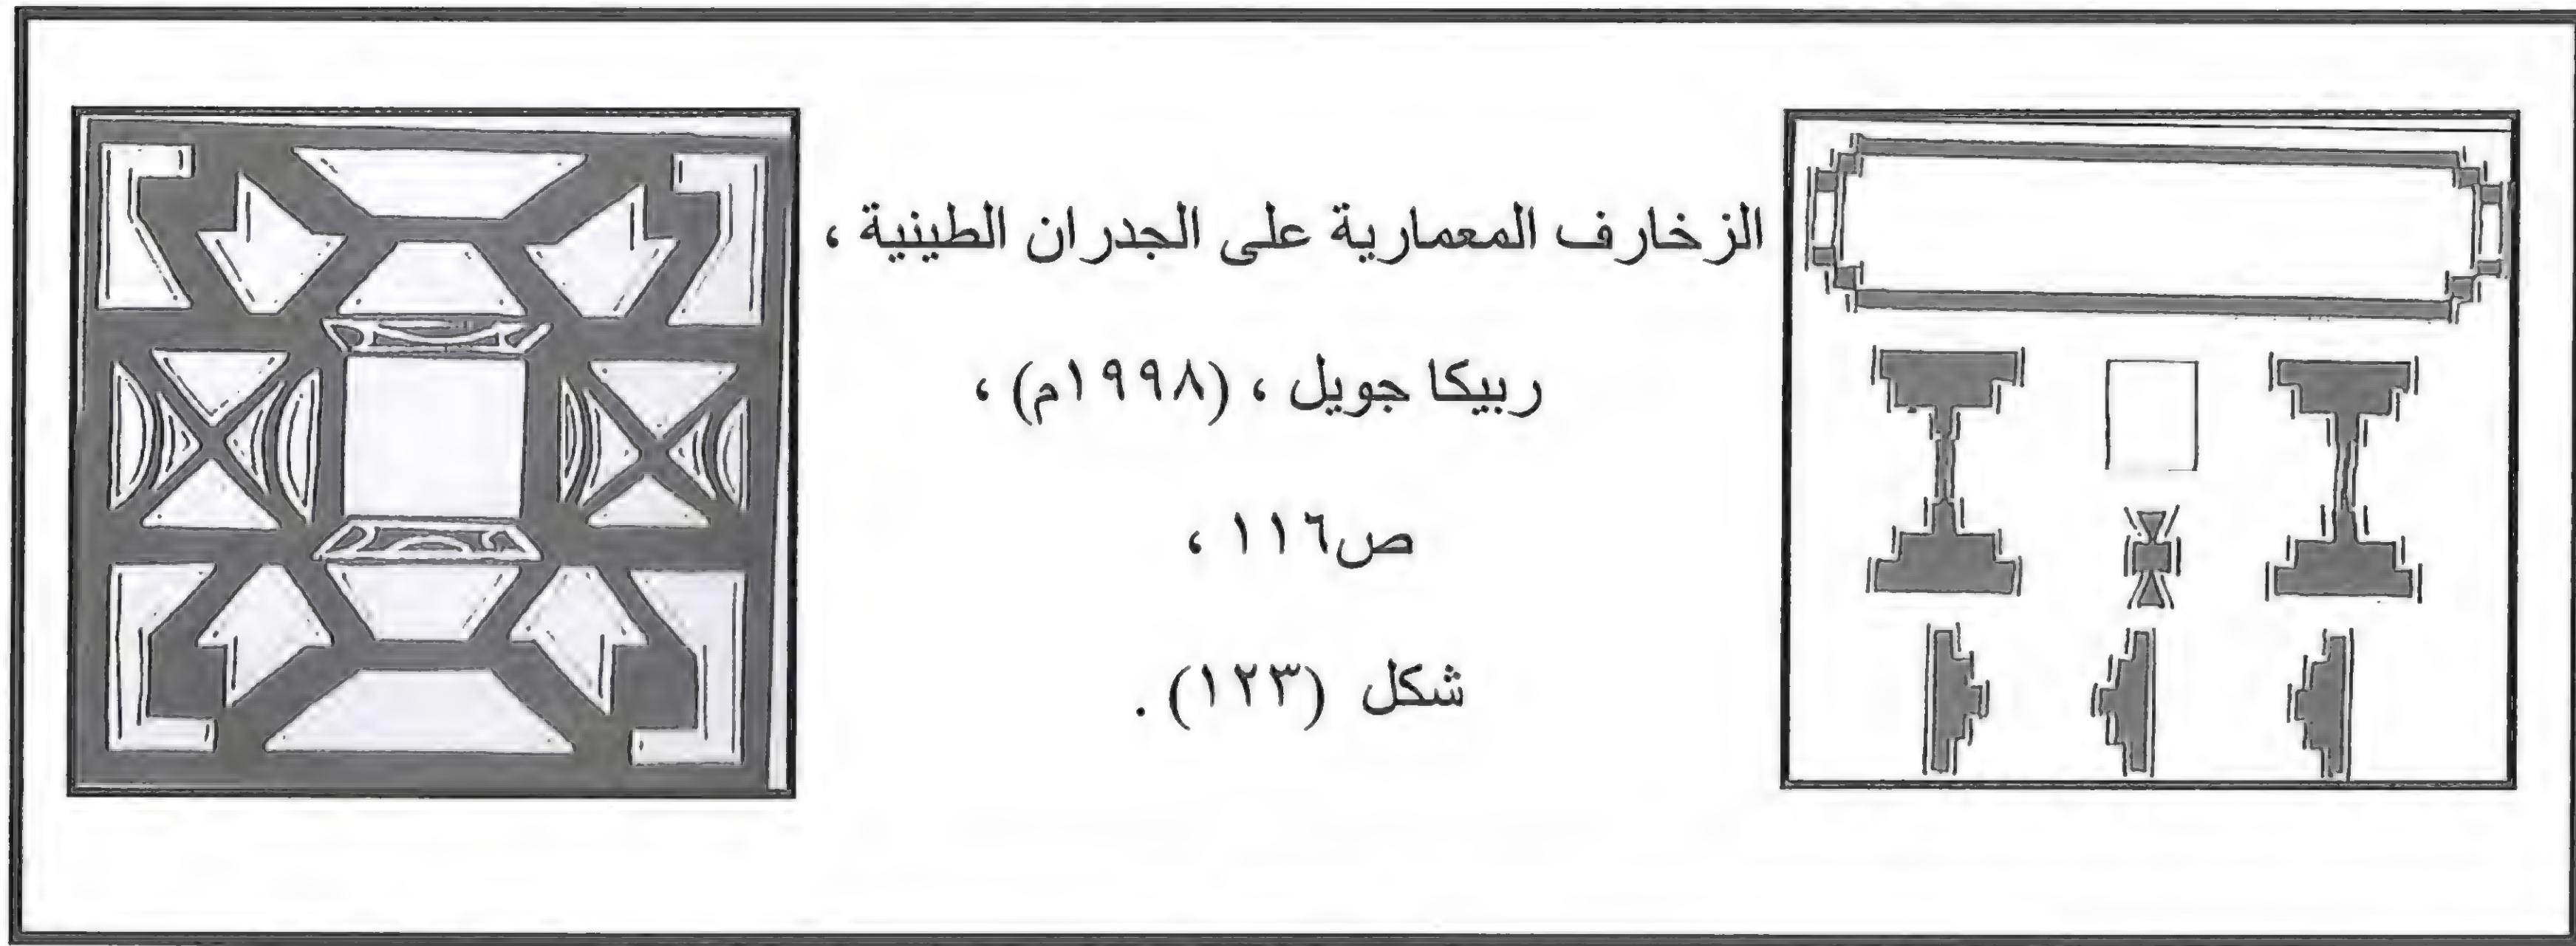 الزخارف المعمارية على الجدران الطينية ،
ربيكا جويل ، (١٩٩٨م) ،
ص١١٦ ،
شكل (١٢٣) .